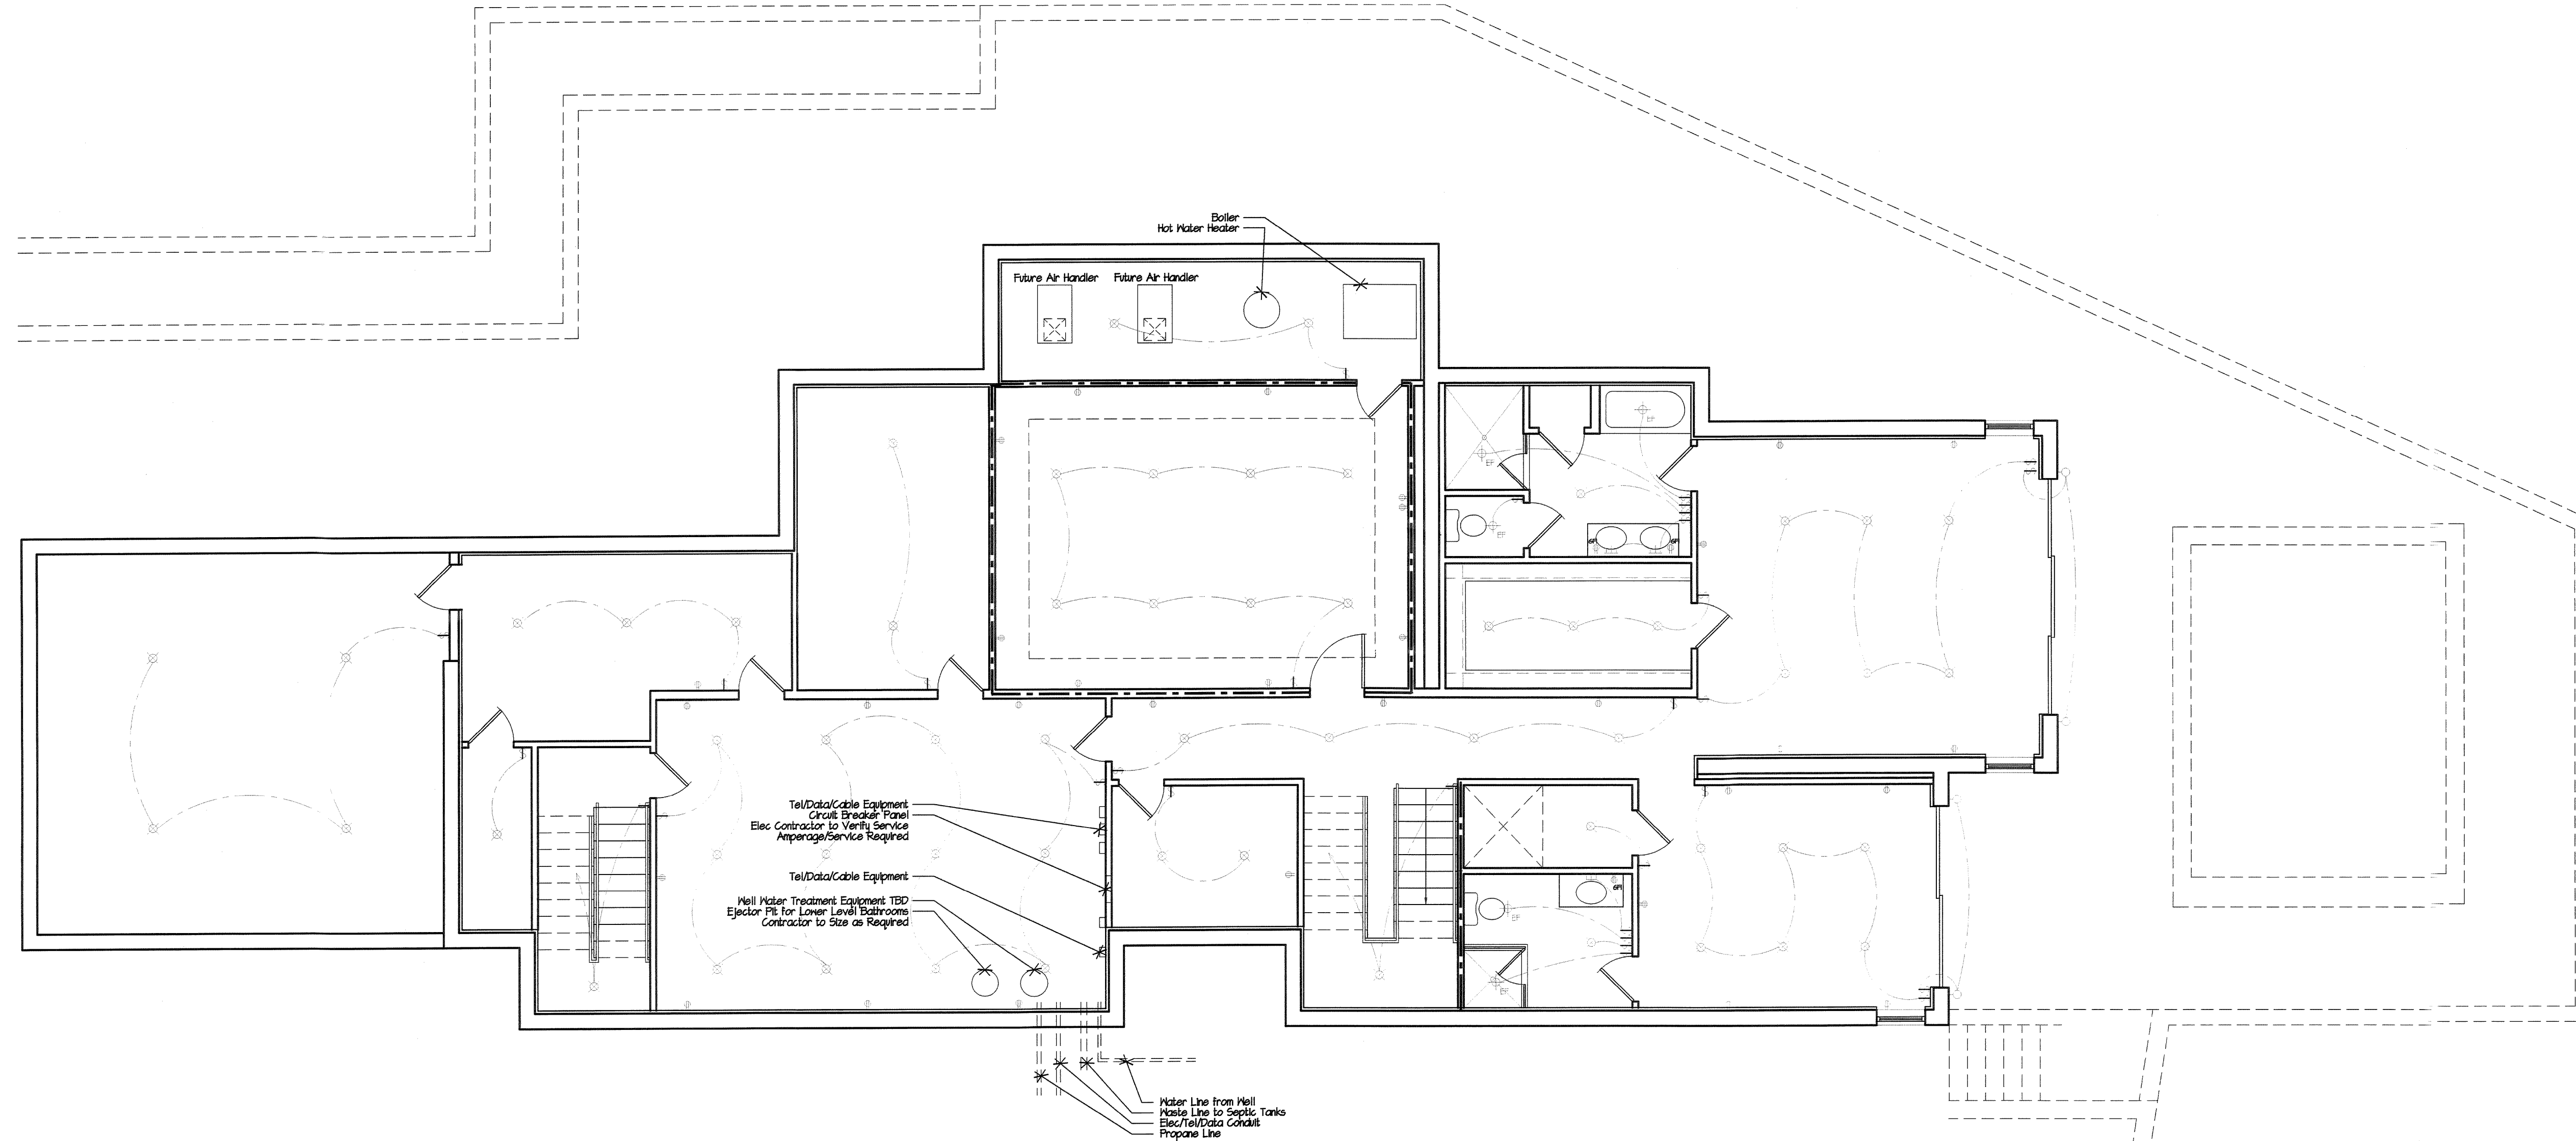 Boiler
Hot Water Heater
Future Air Handler
Future Air Handler
Tel/Data/Cable Equipment
Circuit Breaker Panel
Elec Contractor to Verify Service
Amperage/Service Required
Tel/Data/Cable Equipment
Well Water Treatment Equipment TBD
Ejector Pit for Lower Level Bathrooms
Contractor to Size as Required
Water Line from Well
Waste Line to Septic Tanks
Elec/Tel/Data Conduit
Propane Line